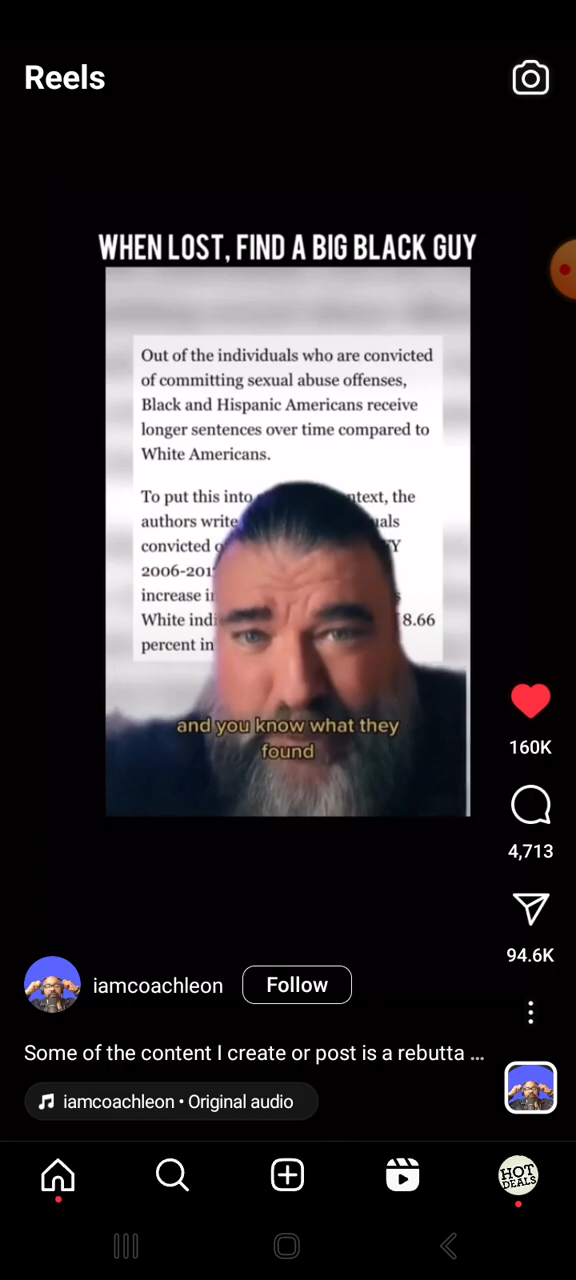 Reels
WHEN LOST, FIND A BIG BLACK GUY
Out of the individuals who are convicted
of committing sexual abuse offenses,
Black and Hispanic Americans receive
longer sentences over time compared to
White Americans.
To put this into text, the
authors write
convicted
2006-201
increase
White 8.66
percent in
and you know what they
found
160K
4,713
94.6K
iamcoachleon
Follow
Some of the content I create or post is a rebutta ...
iamcoachleon • Original audio
HOT
DEALS